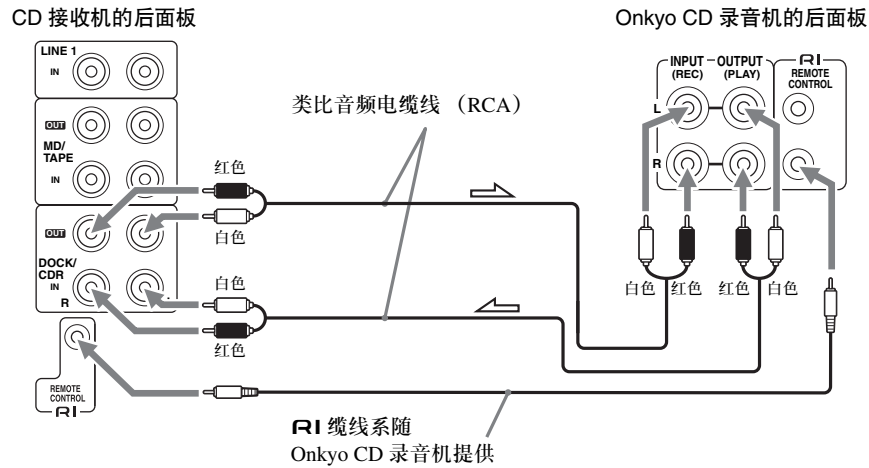 CD 接收机的后面板
Onkyo CD 录音机的后面板
LINE 1
IN
OUT
MD/
TAPE
IN
OUT
DOCK/
CDR
IN
R
REMOTE
CONTROL
RI
类比音频电缆线 （RCA）
红色
白色
白色
红色
INPUT
(REC)
OUTPUT
(PLAY)
RI
REMOTE
CONTROL
L
R
白色 红色 红色 白色
RI 缆线系随
Onkyo CD 录音机提供